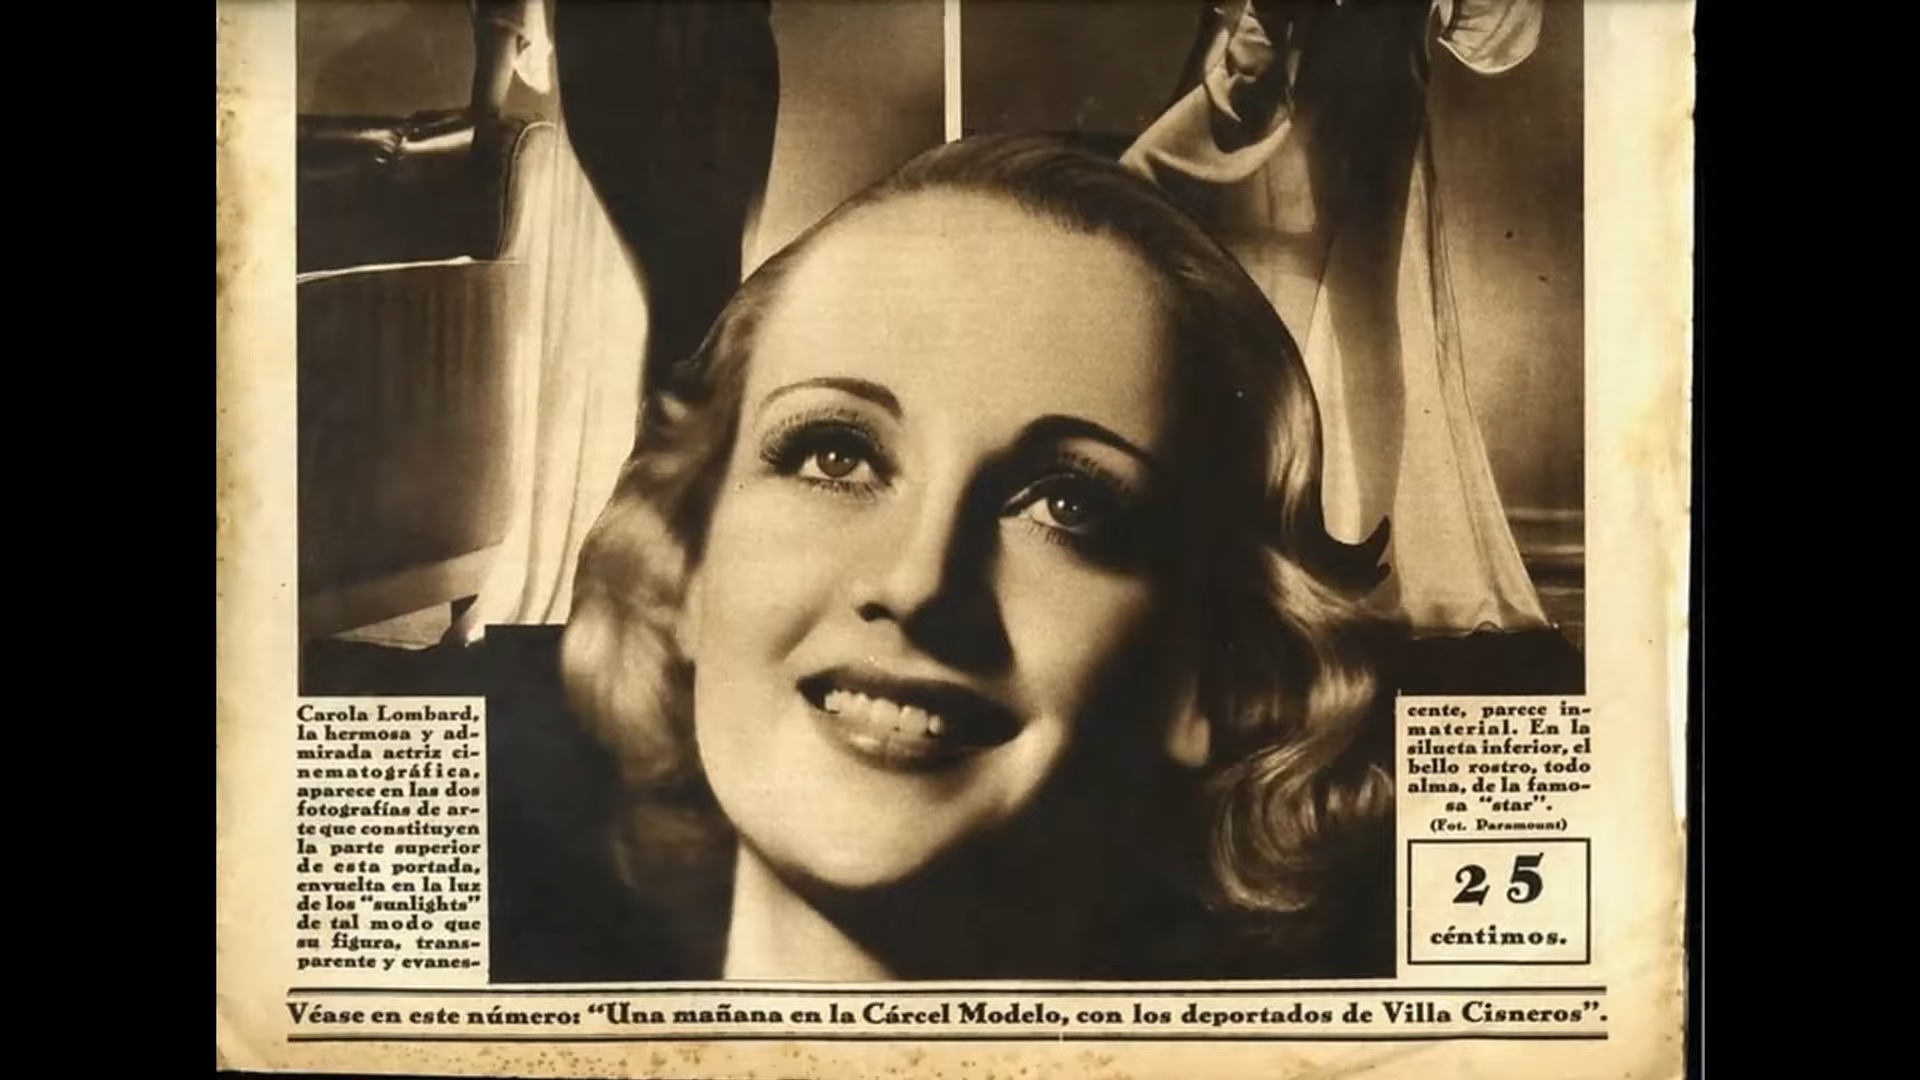 Carola Lombard,
la hermosa y ad-
mirada actriz ci-
nematográfica,
aparece en las dos
fotografías de ar-
te que constituyen
la parte superior
de esta portada,
envuelta en la luz
de los "sunlights"
de tal modo que
su figura, trans-
parente y evanes-
cente, parece in-
material. En la
silueta inferior, el
bello rostro, todo
alma, de la famo-
sa "star".
(Fot. Paramount)
25
céntimos.
Véase en este número: "Una mañana en la Cárcel Modelo, con los deportados de Villa Cisneros".